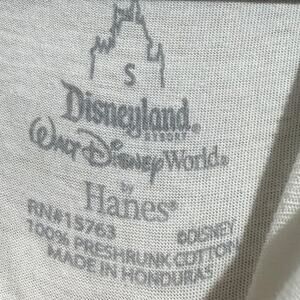 S
Disneyland®
RESORT
Walt Disney World®
by
Hanes®
RN#15763 ©DISNEY
100% PRESHRUNK COTTON
MADE IN HONDURAS